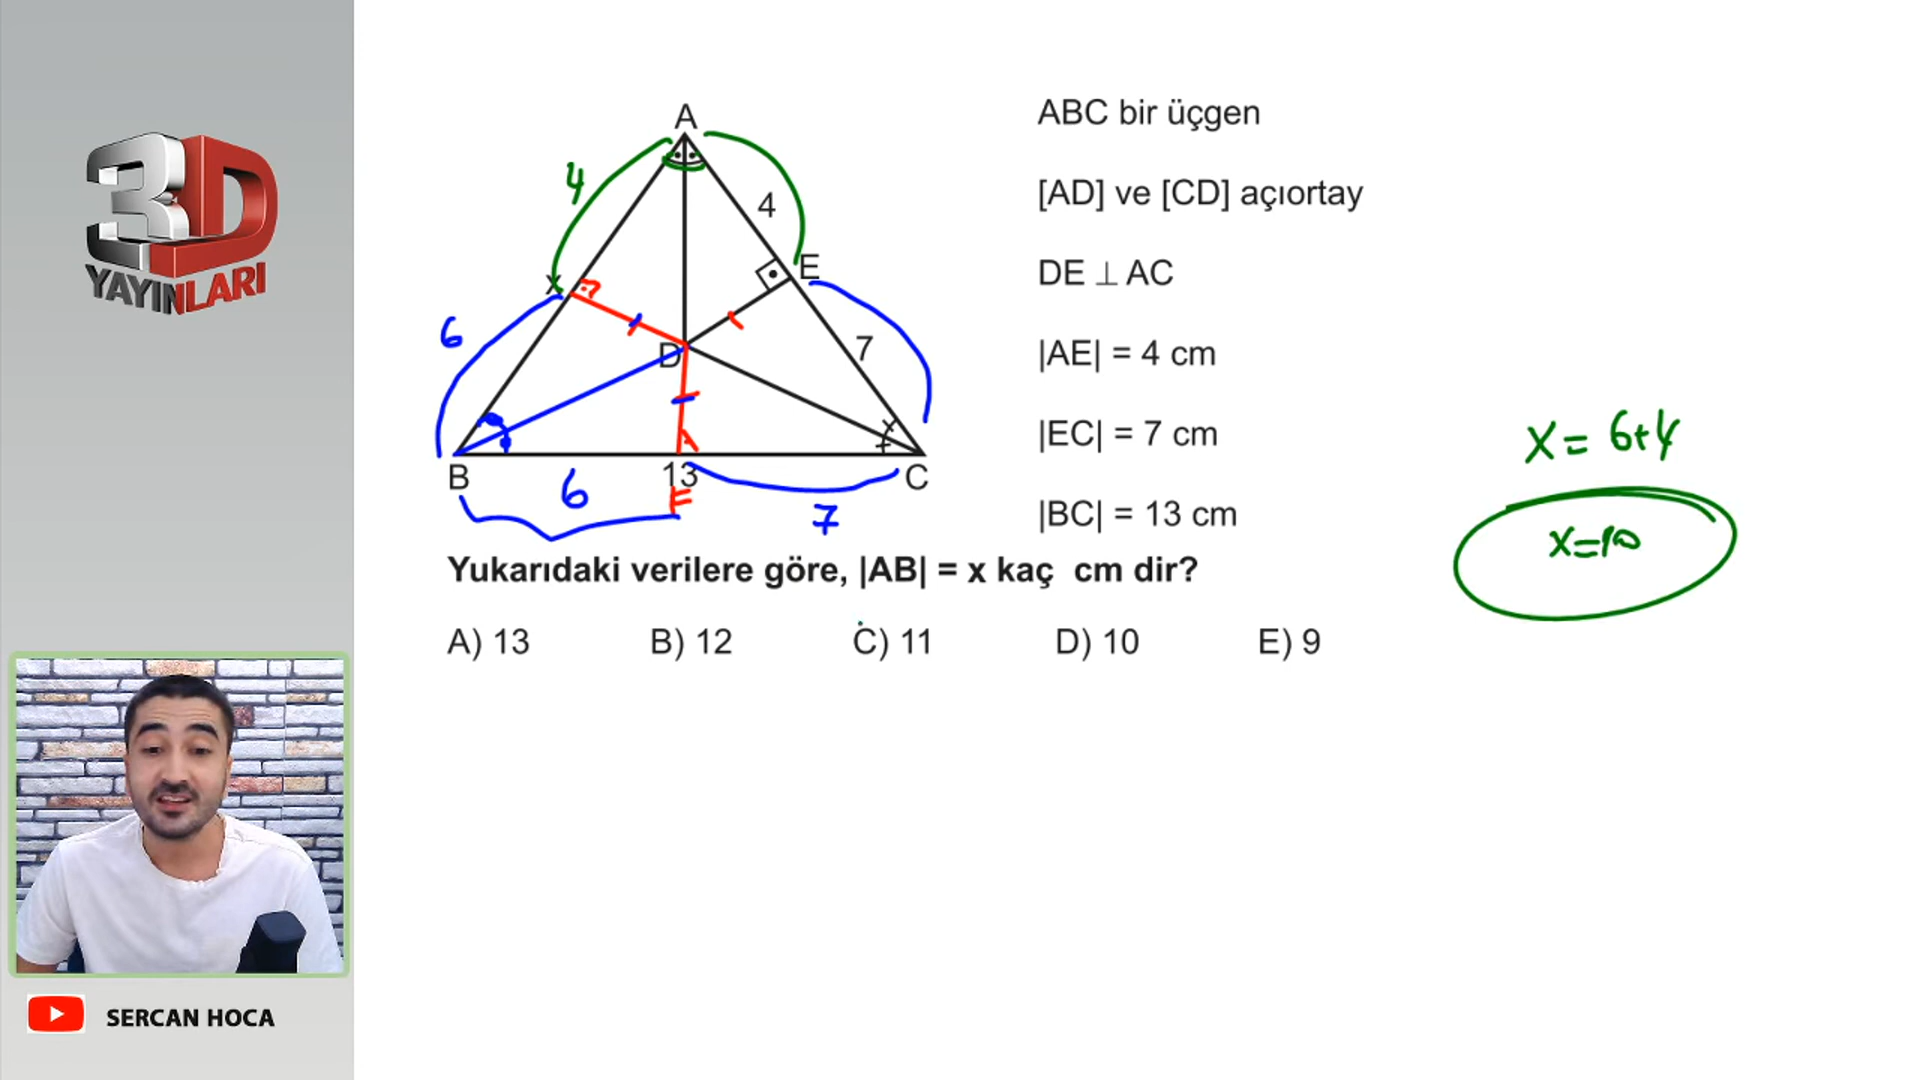 3D
YAYINLARI
A
4
4
x
E
6
7
D
B
6
13
C
F
7
ABC bir üçgen
[AD] ve [CD] açıortay
DE ⊥ AC
|AE| = 4 cm
|EC| = 7 cm
|BC| = 13 cm
x = 6+4
x=10
Yukarıdaki verilere göre, |AB| = x kaç cm dir?
A) 13 B) 12 C) 11 D) 10 E) 9
SERCAN HOCA